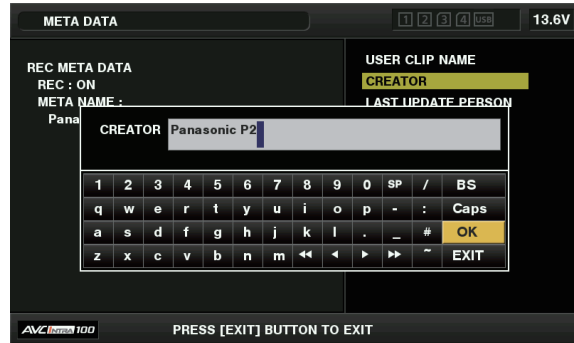 META DATA
1 2 3 4 USB
13.6V
REC META DATA
REC : ON
META NAME :
Pana
USER CLIP NAME
CREATOR
LAST UPDATE PERSON
CREATOR Panasonic P2
1 2 3 4 5 6 7 8 9 0 SP / BS
q w e r t y u i o p - : Caps
a s d f g h j k l . _ # OK
z x c v b n m ◀◀ ◀ ▶ ▶▶ ~ EXIT
AVC INTRA 100
PRESS [EXIT] BUTTON TO EXIT